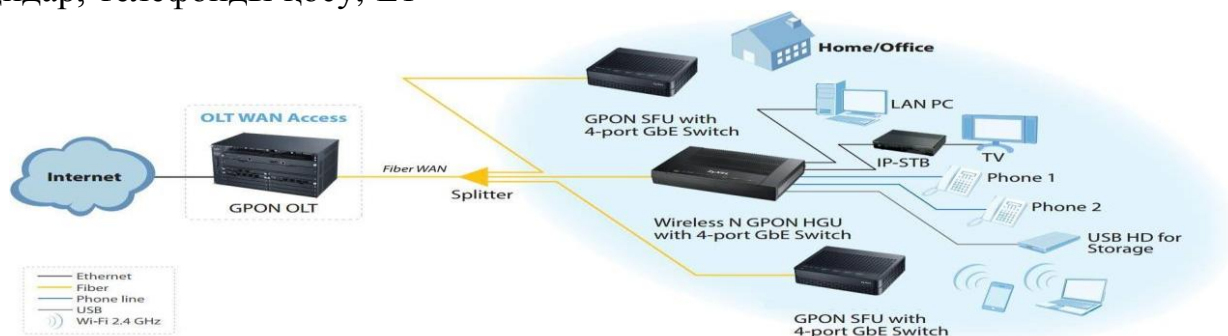 телефонды қосу,
Home/Office
OLT WAN Access
LAN PC
GPON SFU with
4-port GbE Switch
Internet
Fiber WAN
IP-STB
TV
Phone 1
Splitter
GPON OLT
Phone 2
Wireless N GPON HGU
with 4-port GbE Switch
USB HD for
Storage
Ethernet
Fiber
Phone line
USB
Wi-Fi 2.4 GHz
GPON SFU with
4-port GbE Switch